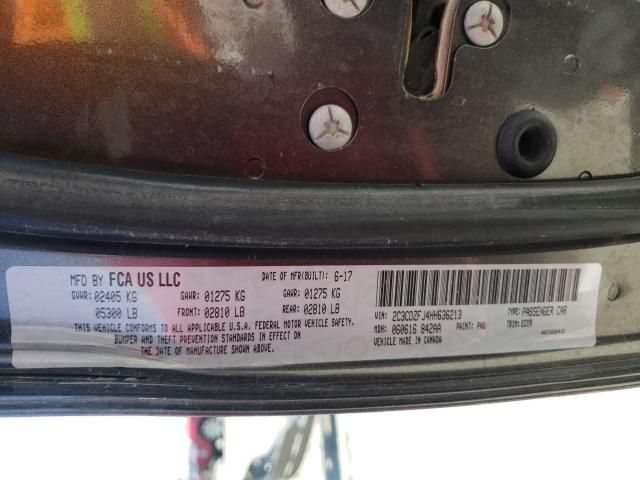 MFD BY FCA US LLC DATE OF MFR(BUILT): 6-17
GVWR: 02405 KG GAWR: 01275 KG GAWR: 01275 KG
05300 LB FRONT: 02810 LB REAR: 02810 LB
THIS VEHICLE CONFORMS TO ALL APPLICABLE U.S.A. FEDERAL MOTOR VEHICLE SAFETY,
BUMPER AND THEFT PREVENTION STANDARDS IN EFFECT ON
THE DATE OF MANUFACTURE SHOWN ABOVE.
VIN: 2C3CDZFJ4HH636213 TYPE: PASSENGER CAR
MDH: 060616 842AA PAINT: PAU TRIM: ECXR
VEHICLE MADE IN CANADA